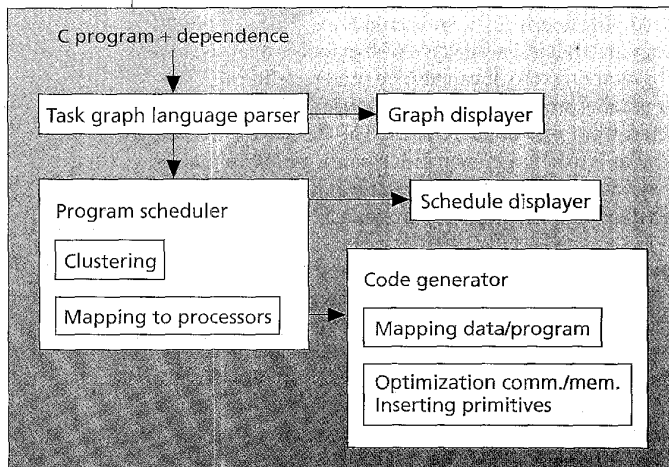 C program + dependence
Task graph language parser
Graph displayer
Program scheduler
Schedule displayer
Clustering
Mapping to processors
Code generator
Mapping data/program
Optimization comm./mem.
Inserting primitives